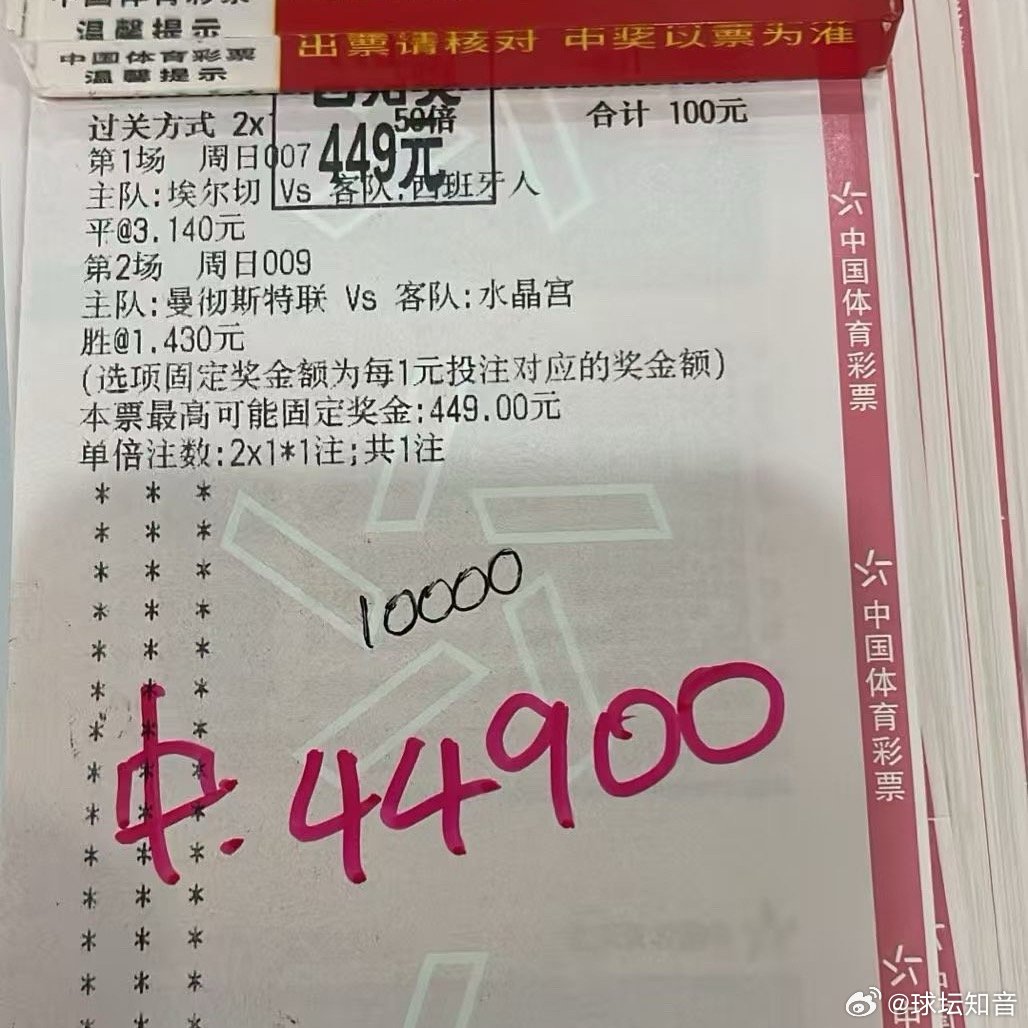 中国体育彩票
温馨提示
中国体育彩票
温馨提示
出票请核对 中奖以票为准
过关方式 2x
50倍
合计 100元
449元
第1场 周日007
主队:埃尔切 Vs 客队:西班牙人
平@3.140元
第2场 周日009
主队:曼彻斯特联 Vs 客队:水晶宫
胜@1.430元
(选项固定奖金额为每1元投注对应的奖金额)
本票最高可能固定奖金:449.00元
单倍注数:2x1*1注;共1注
* * *
* * *
* * *
* * *
* * *
* * *
* * *
* * *
* * *
* * *
* * *
* * *
* * *
* * *
10000
中.44900
中国体育彩票
中国体育彩票
中
@球坛知音